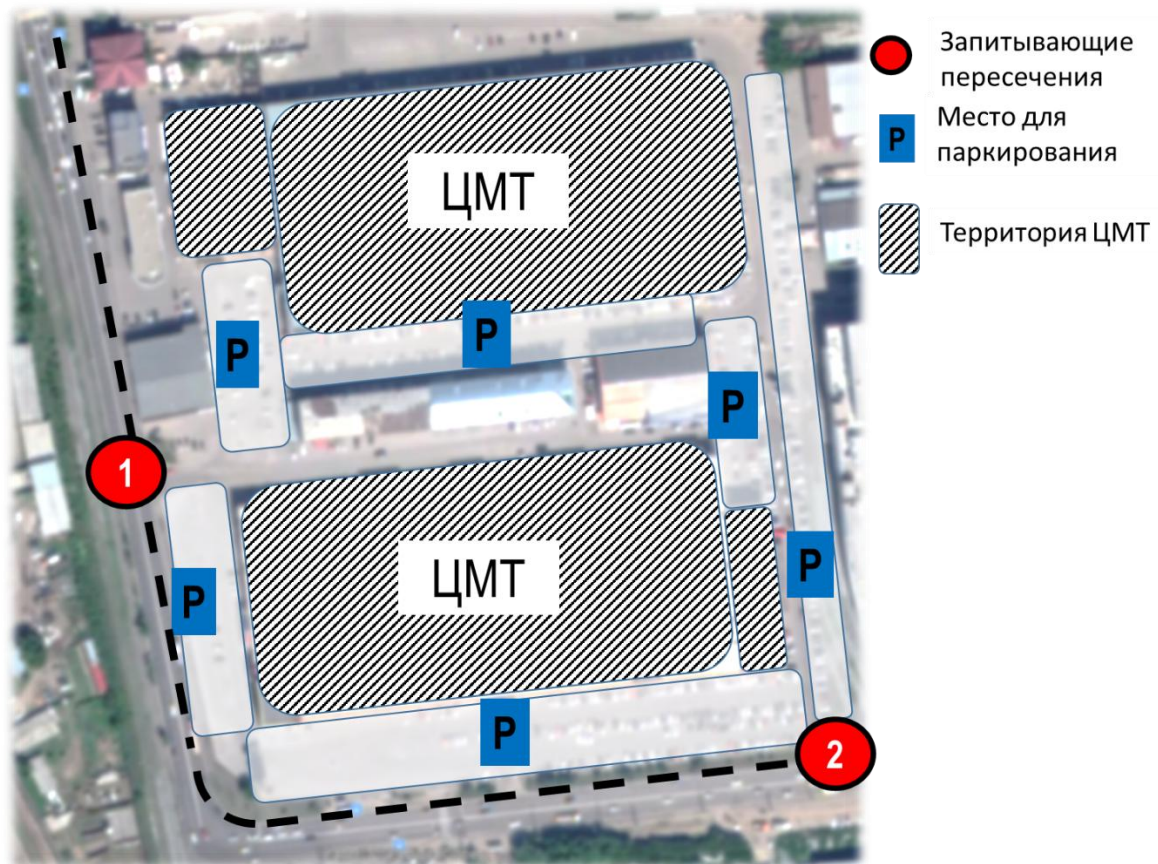 Запитывающие
пересечения
Р
Место для
паркирования
Территория ЦМТ
ЦМТ
Р
Р
Р
1
ЦМТ
Р
Р
Р
2